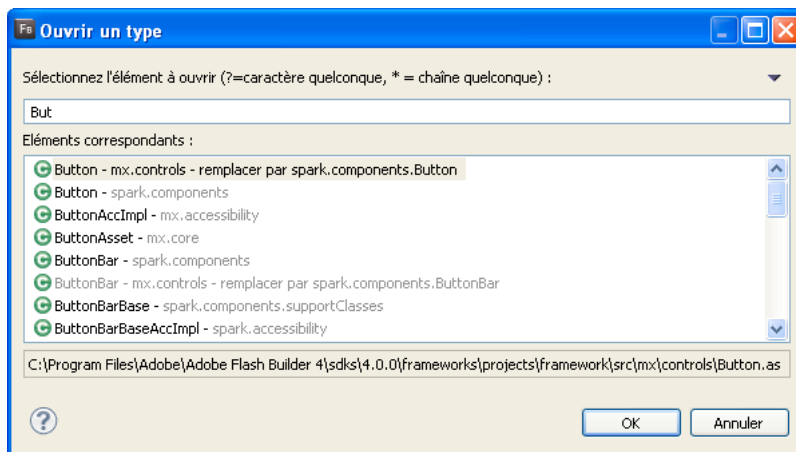 Fb Ouvrir un type
Sélectionnez l'élément à ouvrir (?=caractère quelconque, * = chaîne quelconque) :
But
Eléments correspondants :
Button - mx.controls - remplacer par spark.components.Button
Button - spark.components
ButtonAccImpl - mx.accessibility
ButtonAsset - mx.core
ButtonBar - spark.components
ButtonBar - mx.controls - remplacer par spark.components.ButtonBar
ButtonBarBase - spark.components.supportClasses
ButtonBarBaseAccImpl - spark.accessibility
C:\Program Files\Adobe\Adobe Flash Builder 4\sdks\4.0.0\frameworks\projects\framework\src\mx\controls\Button.as
? OK Annuler